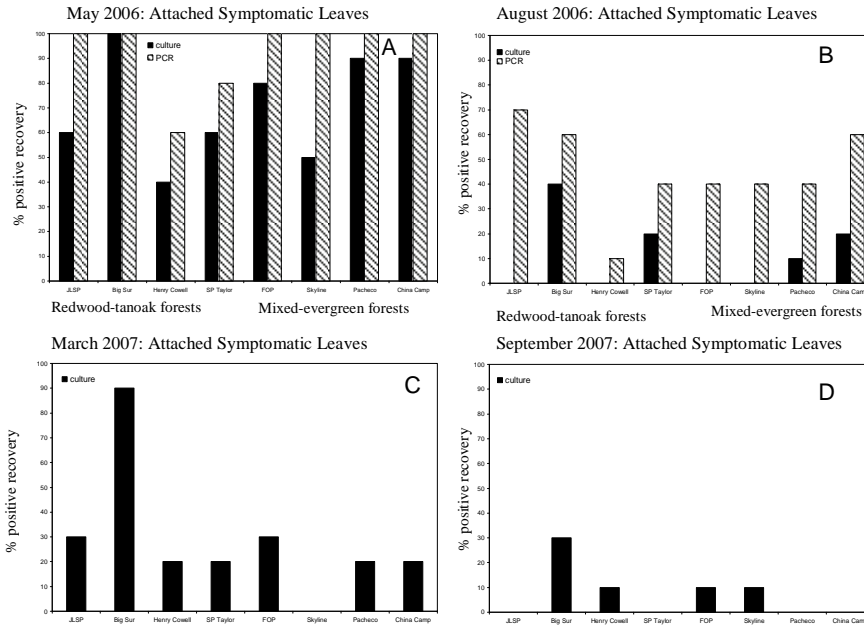 May 2006: Attached Symptomatic Leaves
A
culture
PCR
% positive recovery
100
90
80
70
60
50
40
30
20
10
0
JLSP Big Sur Henry Cowell SP Taylor FOP Skyline Pacheco China Camp
Redwood-tanoak forests Mixed-evergreen forests
August 2006: Attached Symptomatic Leaves
B
culture
PCR
% positive recovery
100
90
80
70
60
50
40
30
20
10
0
JLSP Big Sur Henry Cowell SP Taylor FOP Skyline Pacheco China Camp
Redwood-tanoak forests Mixed-evergreen forests
March 2007: Attached Symptomatic Leaves
C
culture
% positive recovery
100
90
80
70
60
50
40
30
20
10
0
JLSP Big Sur Henry Cowell SP Taylor FOP Skyline Pacheco China Camp
September 2007: Attached Symptomatic Leaves
D
culture
% positive recovery
100
90
80
70
60
50
40
30
20
10
0
JLSP Big Sur Henry Cowell SP Taylor FOP Skyline Pacheco China Camp